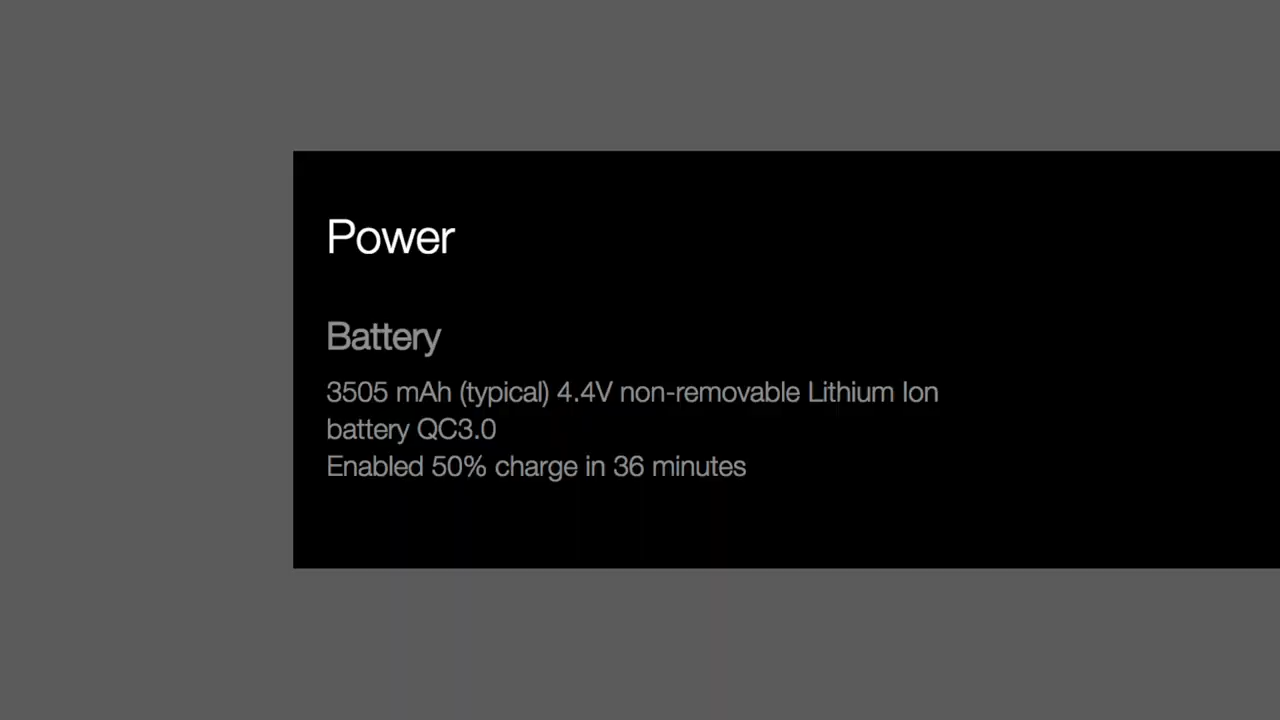 Power
Battery
3505 mAh (typical) 4.4V non-removable Lithium Ion
battery QC3.0
Enabled 50% charge in 36 minutes